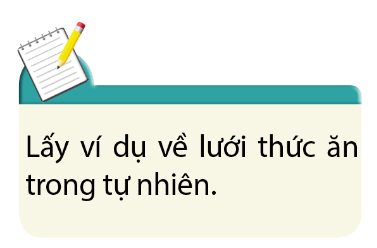 Lấy ví dụ về lưới thức ăn
trong tự nhiên.